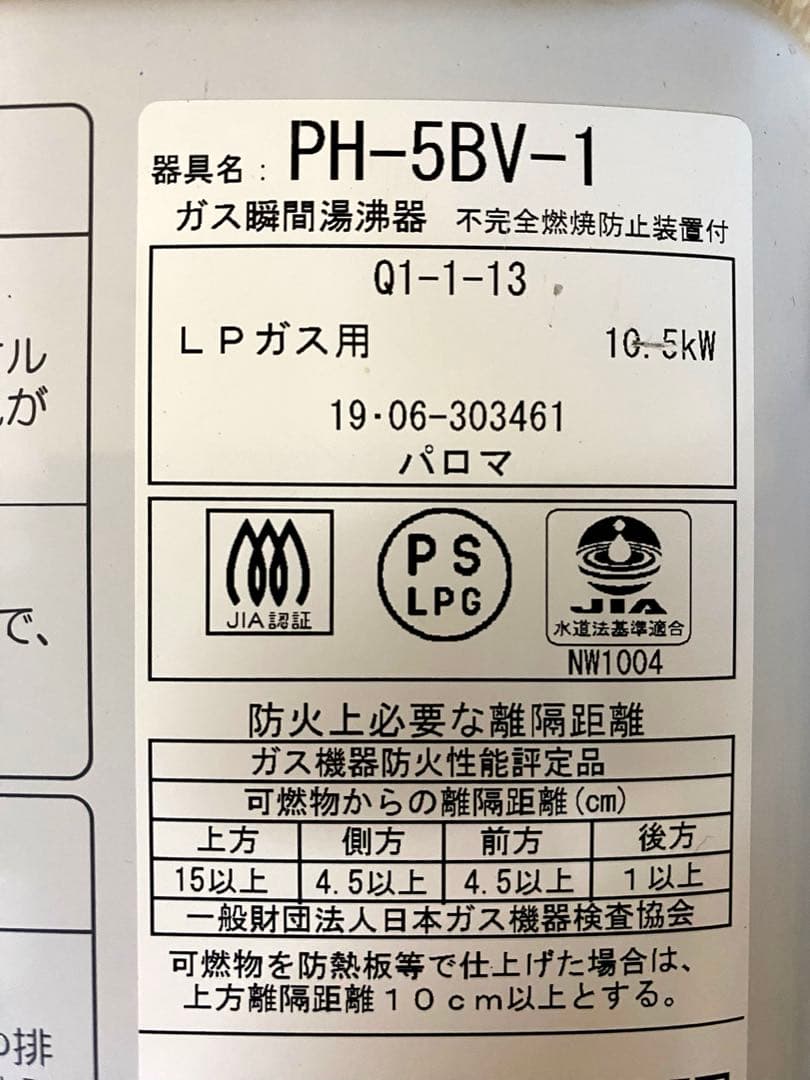 器具名: PH-5BV-1
ガス瞬間湯沸器 不完全燃焼防止装置付
Q1-1-13
LPガス用 10.5kW
19・06-303461
パロマ
JIA認証
PS
LPG
JIA
水道法基準適合
NW1004
防火上必要な離隔距離
ガス機器防火性能評定品
可燃物からの離隔距離(cm)
上方 側方 前方 後方
15以上 4.5以上 4.5以上 1以上
一般財団法人日本ガス機器検査協会
可燃物を防熱板等で仕上げた場合は、
上方離隔距離10cm以上とする。
ル
が
で、
の排